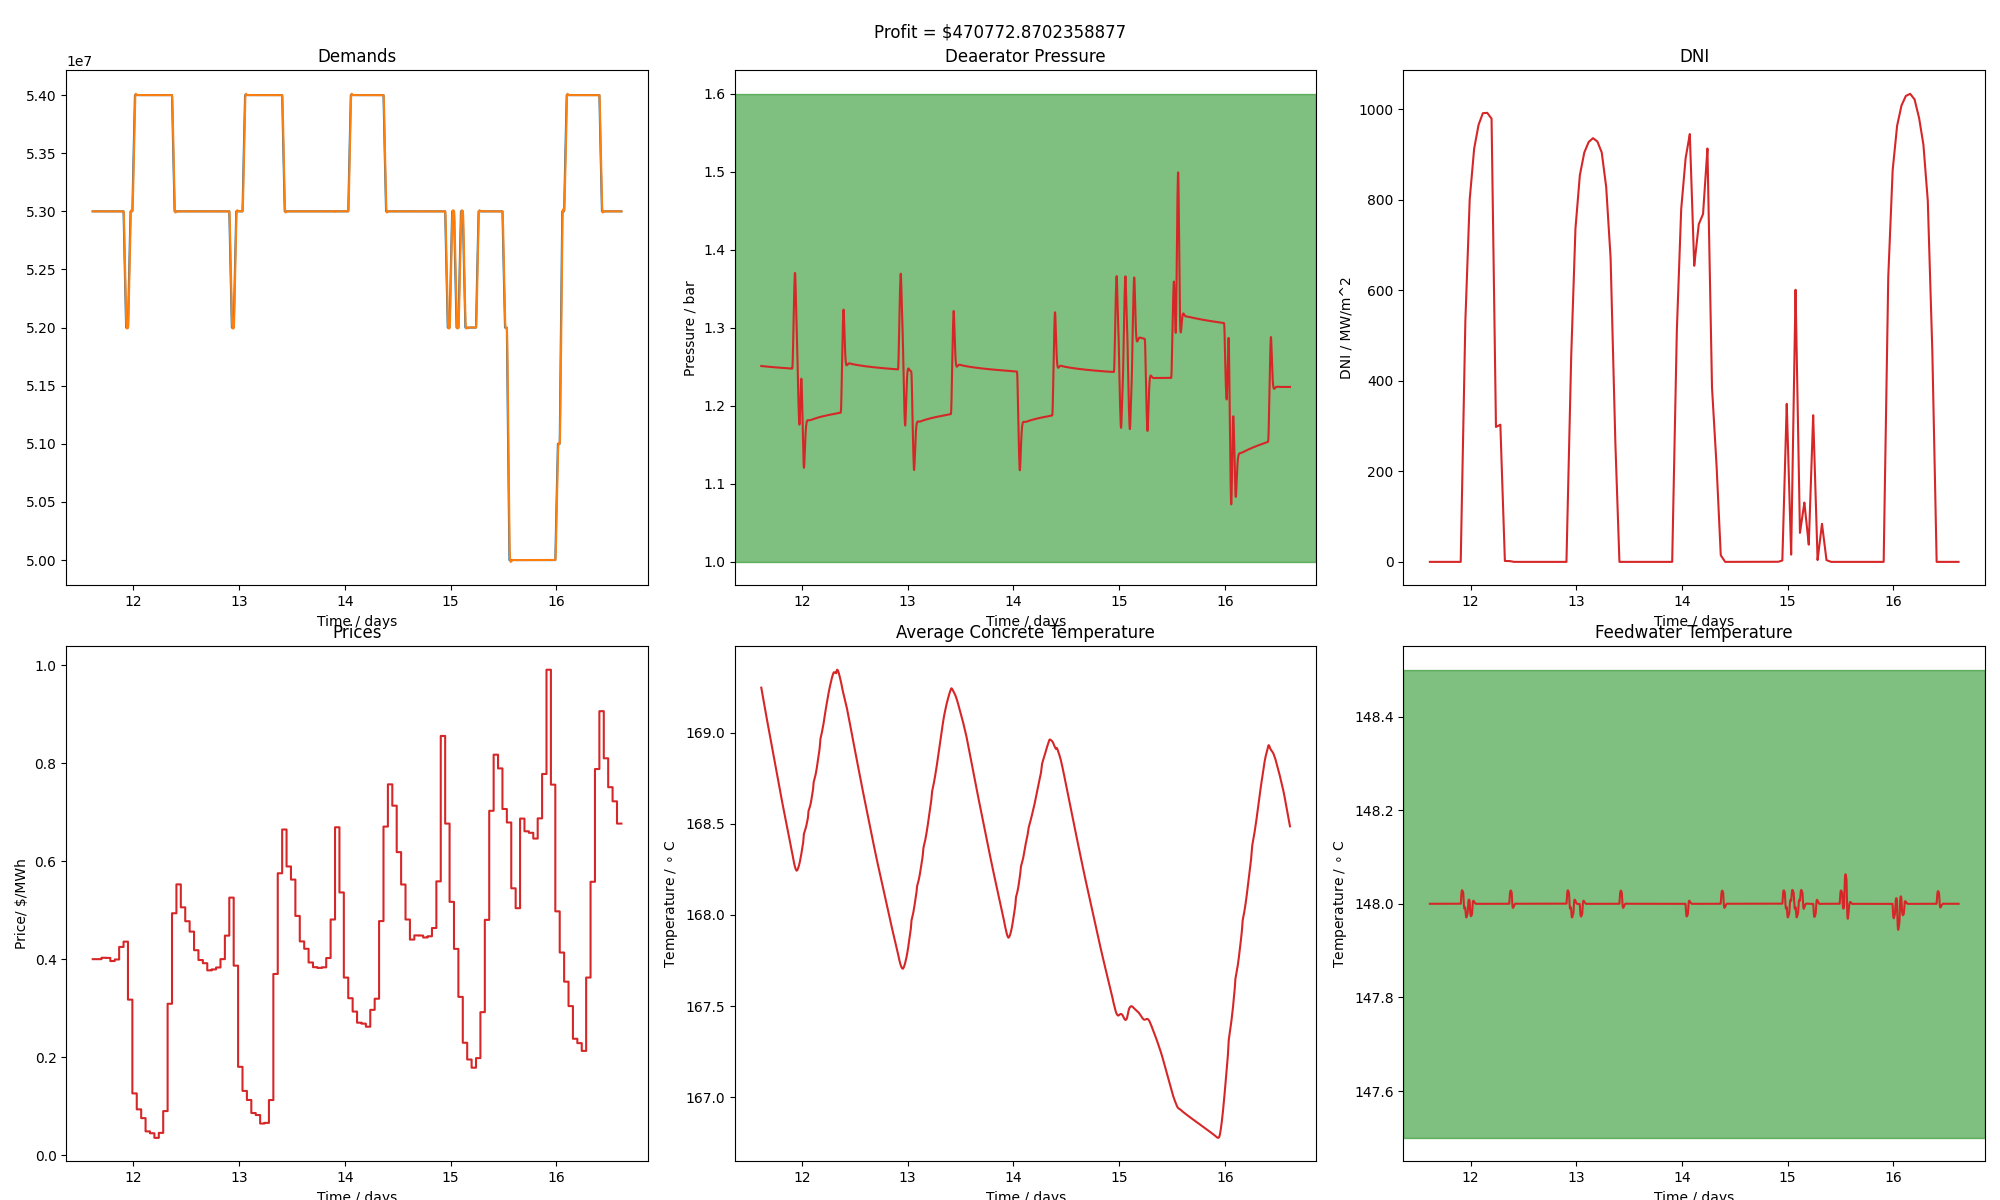 Profit = $470772.8702358877
Demands
1e7
5.40
5.35
5.30
5.25
5.20
5.15
5.10
5.05
5.00
12 13 14 15 16
Time / days
Deaerator Pressure
Pressure / bar
1.6
1.5
1.4
1.3
1.2
1.1
1.0
12 13 14 15 16
Time / days
DNI
DNI / MW/m^2
1000
800
600
400
200
0
12 13 14 15 16
Time / days
Prices
Price/ $/MWh
1.0
0.8
0.6
0.4
0.2
0.0
12 13 14 15 16
Time / days
Average Concrete Temperature
Temperature / ∘ C
169.0
168.5
168.0
167.5
167.0
12 13 14 15 16
Time / days
Feedwater Temperature
Temperature / ∘ C
148.4
148.2
148.0
147.8
147.6
12 13 14 15 16
Time / days